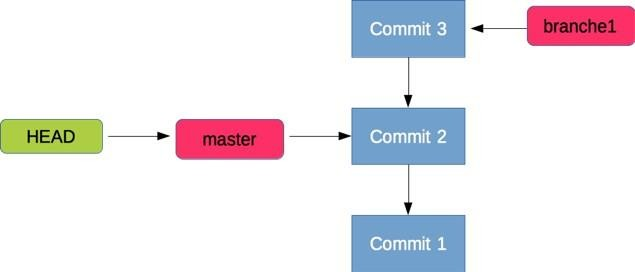 Commit 3
branche1
HEAD
master
Commit 2
Commit 1